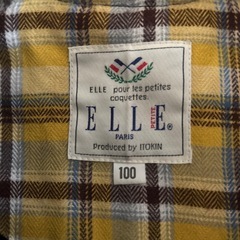 ELLE pour les petites
coquettes.
ELLE PETITE®
PARIS
Produced by ITOKIN
100